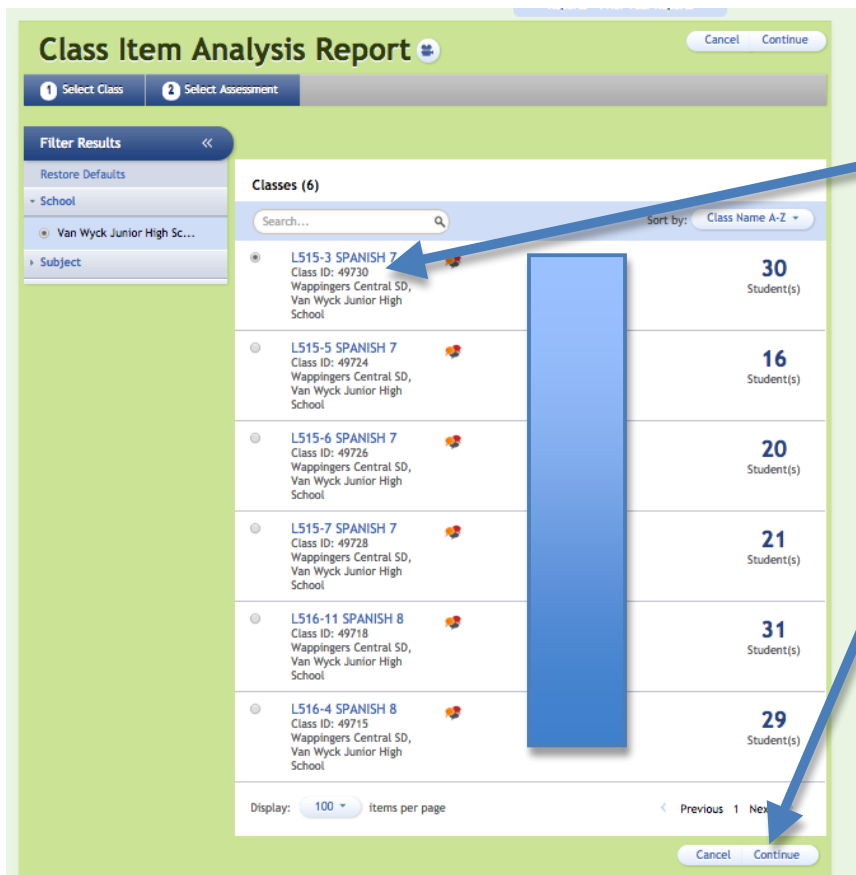 Class Item Analysis Report
Cancel Continue
1 Select Class 2 Select Assessment
Filter Results «
Restore Defaults
School
Van Wyck Junior High Sc...
Subject
Classes (6)
Search...
Sort by: Class Name A-Z
L515-3 SPANISH 7
Class ID: 49730
Wappingers Central SD,
Van Wyck Junior High
School
30
Student(s)
L515-5 SPANISH 7
Class ID: 49724
Wappingers Central SD,
Van Wyck Junior High
School
16
Student(s)
L515-6 SPANISH 7
Class ID: 49726
Wappingers Central SD,
Van Wyck Junior High
School
20
Student(s)
L515-7 SPANISH 7
Class ID: 49728
Wappingers Central SD,
Van Wyck Junior High
School
21
Student(s)
L516-11 SPANISH 8
Class ID: 49718
Wappingers Central SD,
Van Wyck Junior High
School
31
Student(s)
L516-4 SPANISH 8
Class ID: 49715
Wappingers Central SD,
Van Wyck Junior High
School
29
Student(s)
Display: 100 items per page
Previous 1 Nex
Cancel Continue